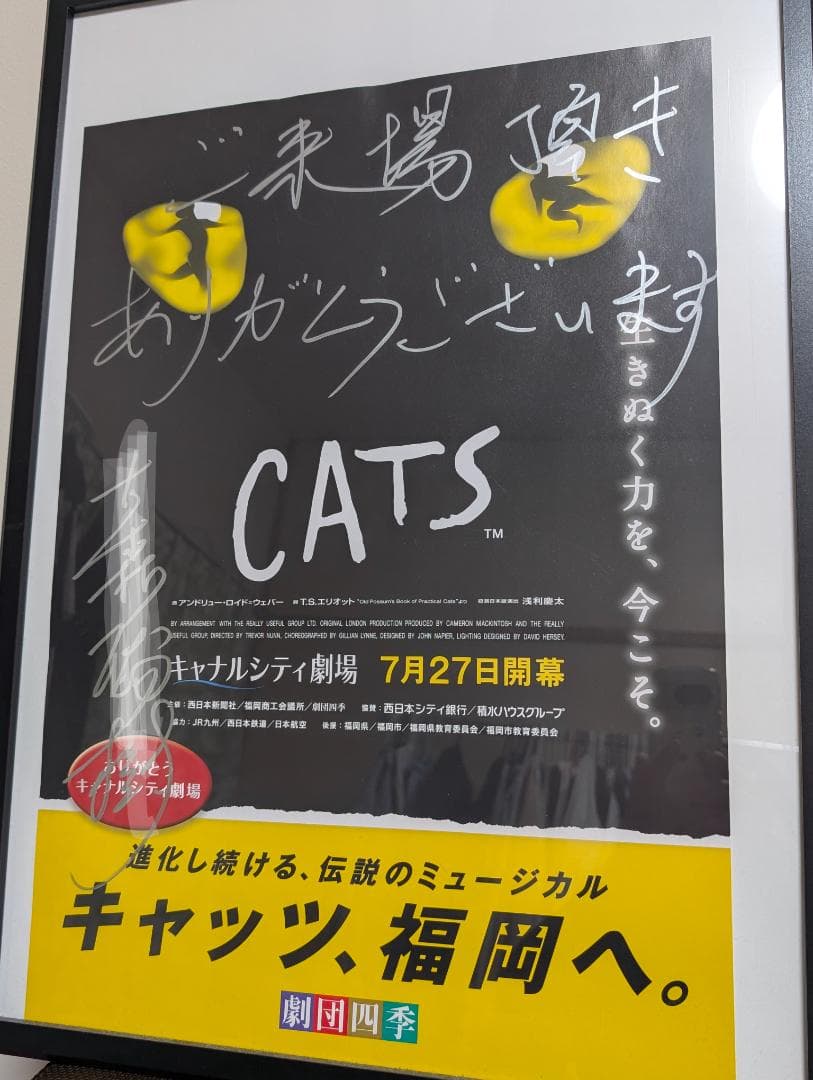 ご来場頂き
ありがとうございます
生きぬく力を、今こそ。
CATS
TM
アンドリュー・ロイド=ウェバー T.S.エリオット "Old Possum's Book of Practical Cats"より 浅利慶太
BY ARRANGEMENT WITH THE REALLY USEFUL GROUP LTD. ORIGINAL LONDON PRODUCTION PRODUCED BY CAMERON MACKINTOSH AND THE REALLY
USEFUL GROUP, DIRECTED BY TREVOR NUNN, CHOREOGRAPHED BY GILLIAN LYNNE, DESIGNED BY JOHN NAPIER, LIGHTING DESIGNED BY DAVID HERSEY.
キャナルシティ劇場 7月27日開幕
主催:西日本新聞社/福岡商工会議所/劇団四季 協賛:西日本シティ銀行/積水ハウスグループ
協力:JR九州/西日本鉄道/日本航空 後援:福岡県/福岡市/福岡県教育委員会/福岡市教育委員会
ありがとう
キャナルシティ劇場
進化し続ける、伝説のミュージカル
キャッツ、福岡へ。
劇団四季